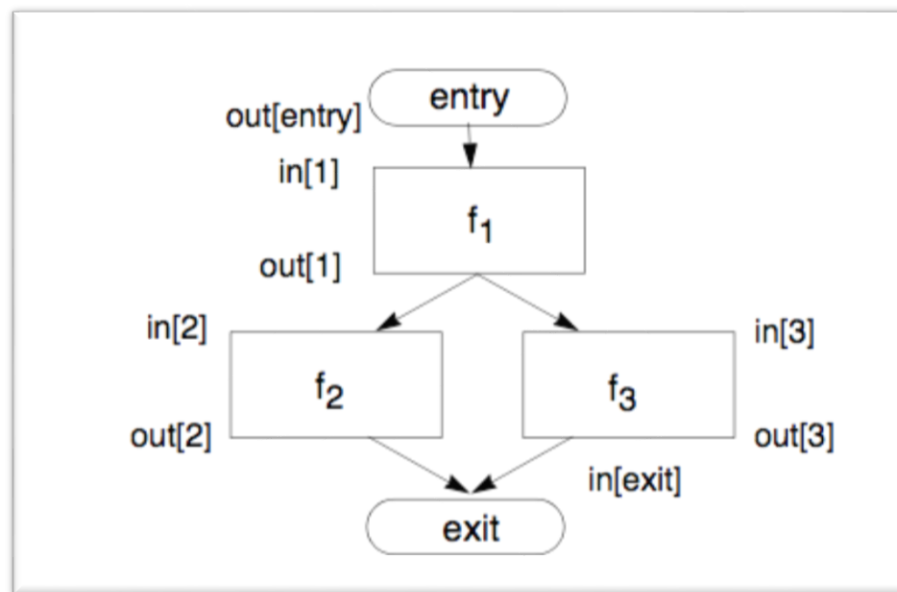 entry
out[entry]
in[1]
f1
out[1]
in[2]
in[3]
f2
f3
out[2]
out[3]
in[exit]
exit